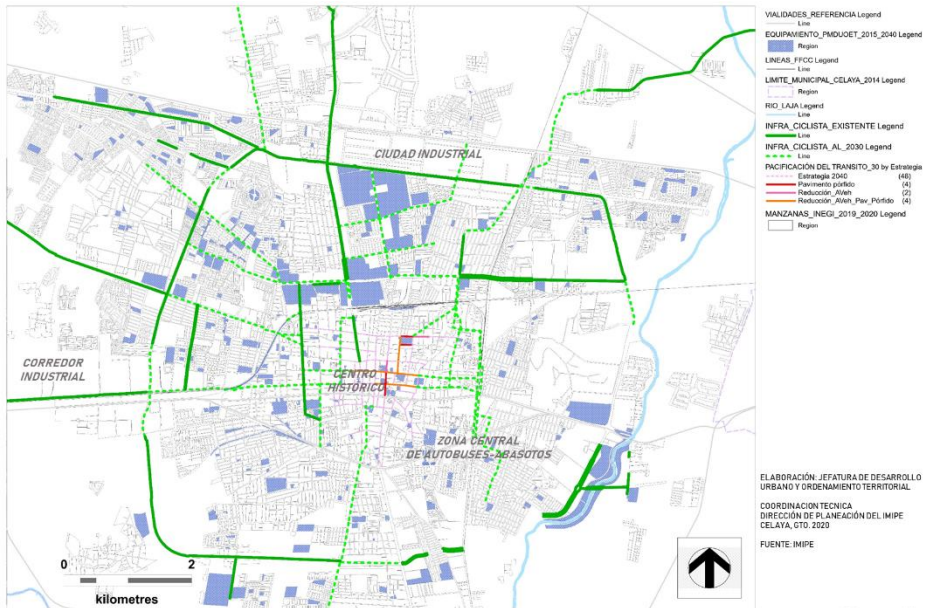 VIALIDADES_REFERENCIA Legend
Line
EQUIPAMIENTO_PMDUOET_2015_2040 Legend
Region
LINEAS_FFCC Legend
Line
LIMITE_MUNICIPAL_CELAYA_2014 Legend
Region
RIO_LAJA Legend
Line
INFRA_CICLISTA_EXISTENTE Legend
Line
INFRA_CICLISTA_AL_2030 Legend
Line
PACIFICACIÓN DEL TRANSITO_30 by Estrategia
Estrategia 2040 (48)
Pavimento pórfido (4)
Reducción_AVeh (2)
Reducción_AVeh_Pav_Pórfido (4)
MANZANAS_INEGI_2019_2020 Legend
Region
CIUDAD INDUSTRIAL
CORREDOR
INDUSTRIAL
CENTRO
HISTÓRICO
ZONA CENTRAL
DE AUTOBUSES-ABASOTOS
0 2
kilometres
ELABORACIÓN: JEFATURA DE DESARROLLO
URBANO Y ORDENAMIENTO TERRITORIAL
COORDINACION TECNICA
DIRECCIÓN DE PLANEACIÓN DEL IMIPE
CELAYA, GTO. 2020
FUENTE: IMIPE